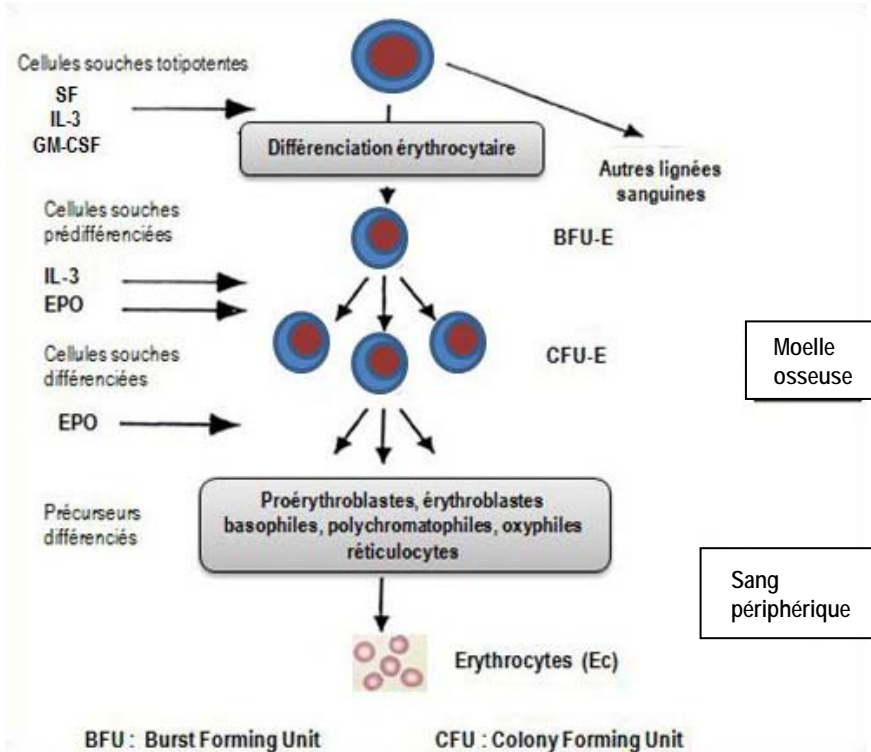 Cellules souches totipotentes
SF
IL-3
GM-CSF
Différenciation érythrocytaire
Autres lignées
sanguines
Cellules souches
prédifférenciées
BFU-E
IL-3
EPO
Cellules souches
différenciées
CFU-E
Moelle
osseuse
EPO
Précurseurs
différenciés
Proérythroblastes, érythroblastes
basophiles, polychromatophiles, oxyphiles
réticulocytes
Sang
périphérique
Erythrocytes (Ec)
BFU : Burst Forming Unit
CFU : Colony Forming Unit